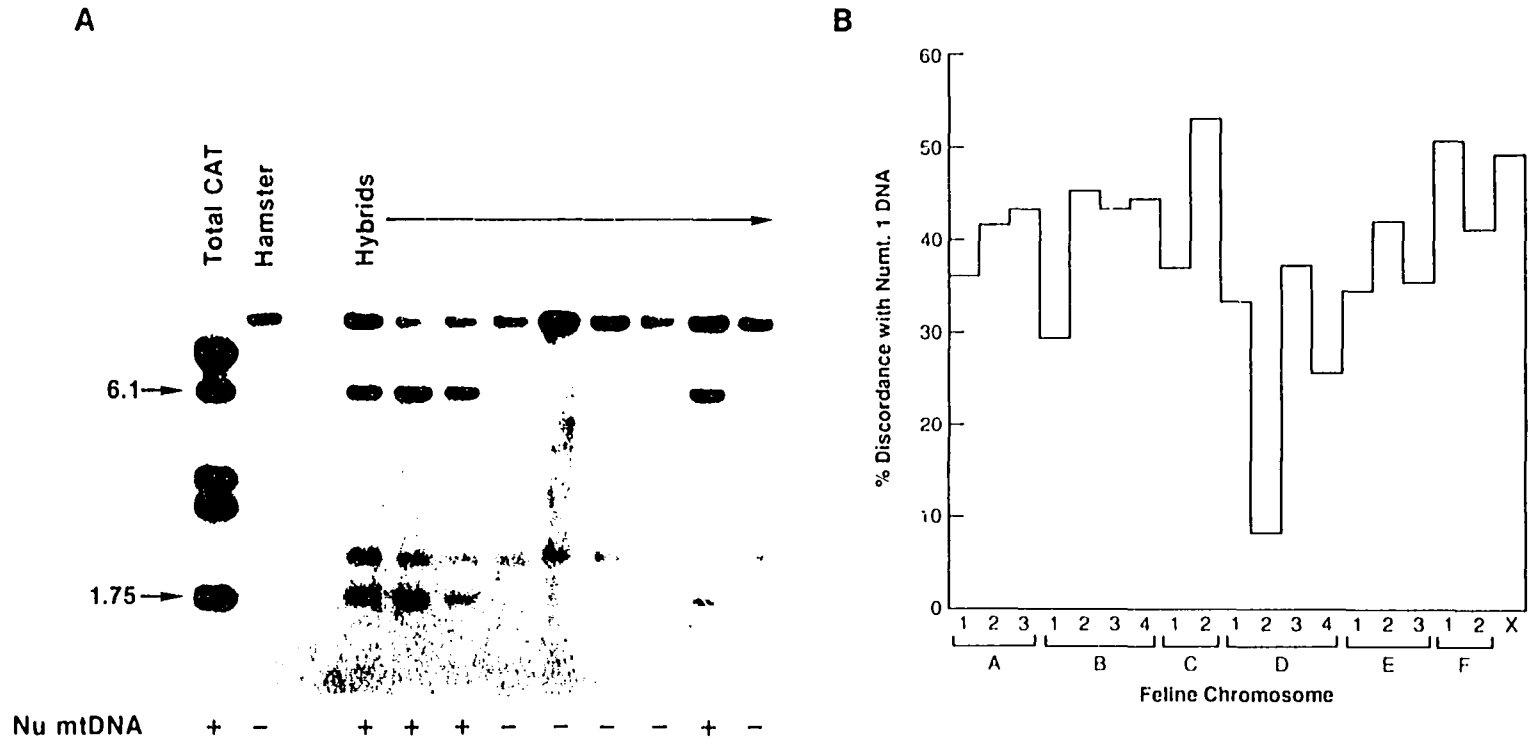 A
Total CAT
Hamster
Hybrids
6.1
1.75
Nu mtDNA + − + + + − − − − + −
B
% Discordance with Numt. 1 DNA
60
50
40
30
20
10
0
1 2 3 1 2 3 4 1 2 1 2 3 4 1 2 3 1 2 X
A B C D E F
Feline Chromosome